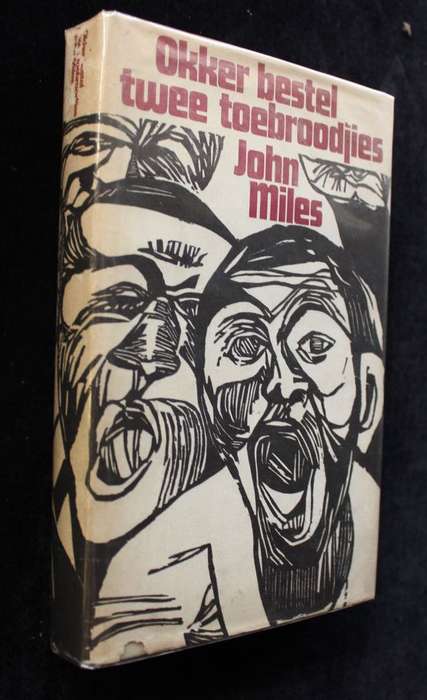 Okker bestel
twee toebroodjies
John
Miles